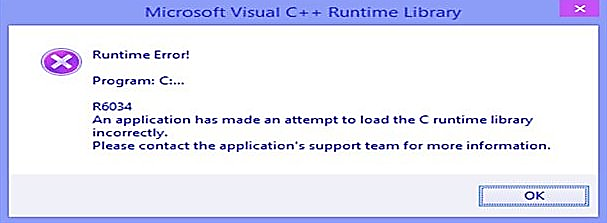 Microsoft Visual C++ Runtime Library
Runtime Error!
Program: C:...
R6034
An application has made an attempt to load the C runtime library
incorrectly.
Please contact the application's support team for more information.
OK